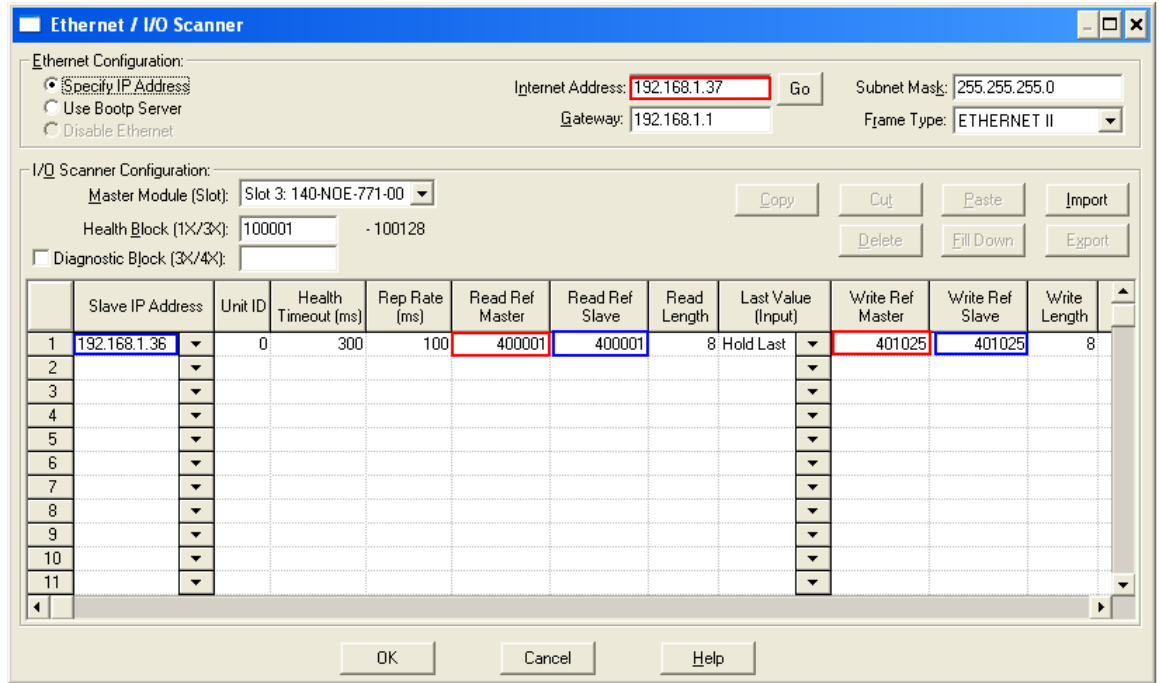 Ethernet / I/O Scanner
Ethernet Configuration:
Specify IP Address
Use Bootp Server
Disable Ethernet
Internet Address: 192.168.1.37 Go
Gateway: 192.168.1.1
Subnet Mask: 255.255.255.0
Frame Type: ETHERNET II
I/O Scanner Configuration:
Master Module (Slot): Slot 3: 140-NOE-771-00
Health Block (1X/3X): 100001 - 100128
Diagnostic Block (3X/4X):
Copy Cut Paste Import
Delete Fill Down Export
Slave IP Address Unit ID Health Timeout (ms) Rep Rate (ms) Read Ref Master Read Ref Slave Read Length Last Value (Input) Write Ref Master Write Ref Slave Write Length
1 192.168.1.36 0 300 100 400001 400001 8 Hold Last 401025 401025 8
2
3
4
5
6
7
8
9
10
11
OK Cancel Help